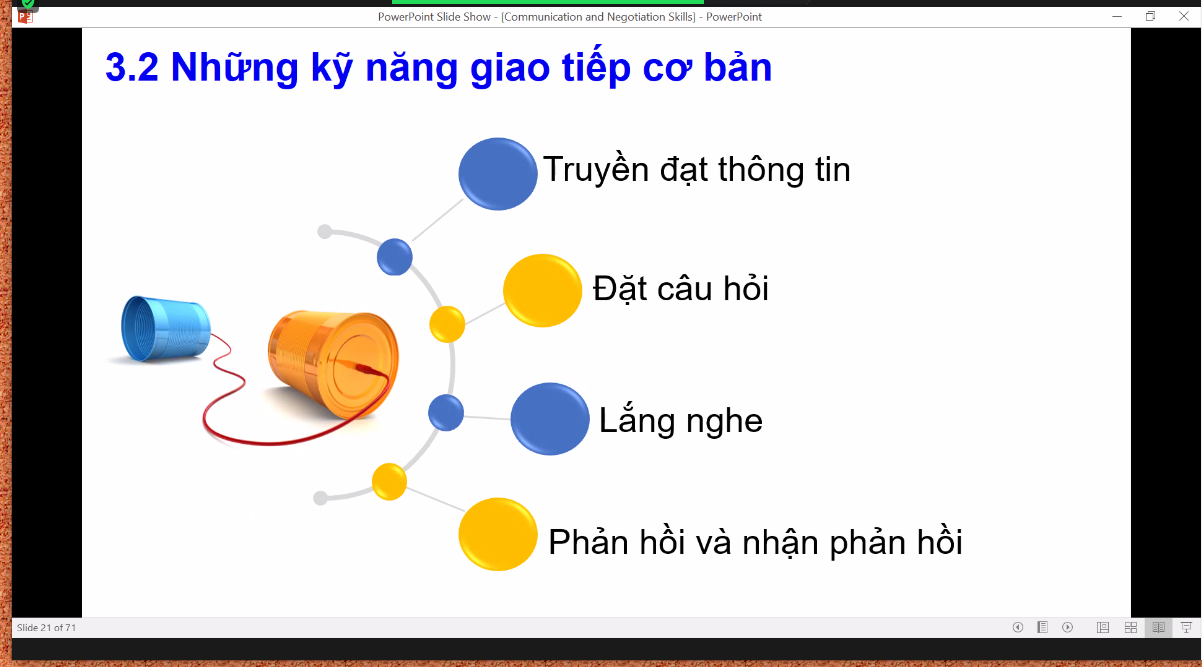 PowerPoint Slide Show - [Communication and Negotiation Skills] - PowerPoint
3.2 Những kỹ năng giao tiếp cơ bản
Truyền đạt thông tin
Đặt câu hỏi
Lắng nghe
Phản hồi và nhận phản hồi
Slide 21 of 71